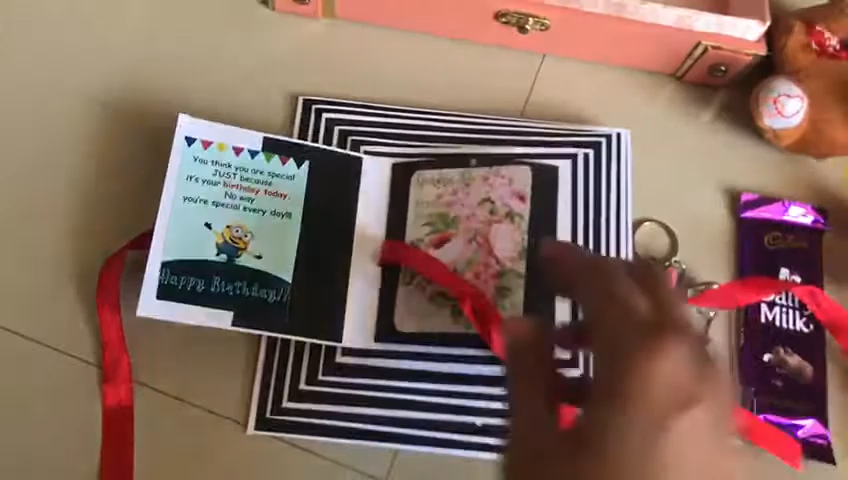 You think you are special
JUST because
it's your birthday today.
No way
you're special every day!!!
Happy Birthday!!
Cadbury
Dairy
Milk